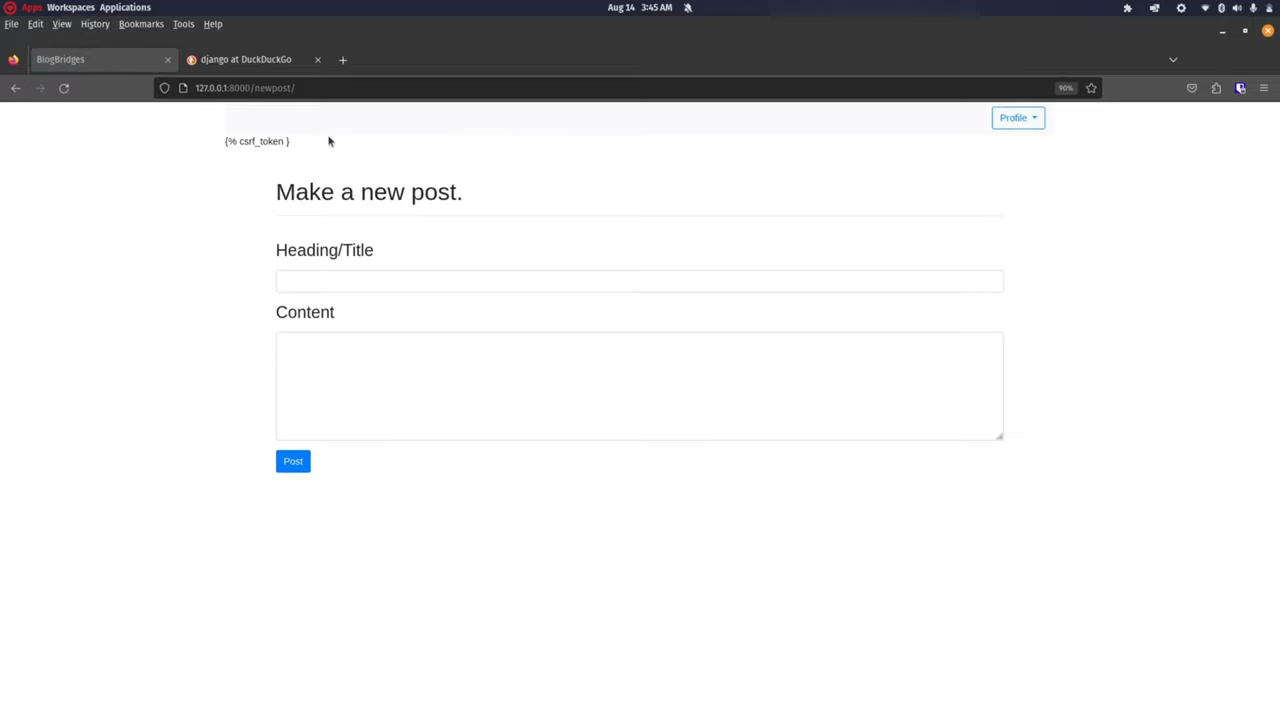 Apps Workspaces Applications Aug 14 3:45 AM
File Edit View History Bookmarks Tools Help
BlogBridges django at DuckDuckGo
127.0.0.1:8000/newpost/ 90%
Profile
{% csrf_token }
Make a new post.
Heading/Title
Content
Post